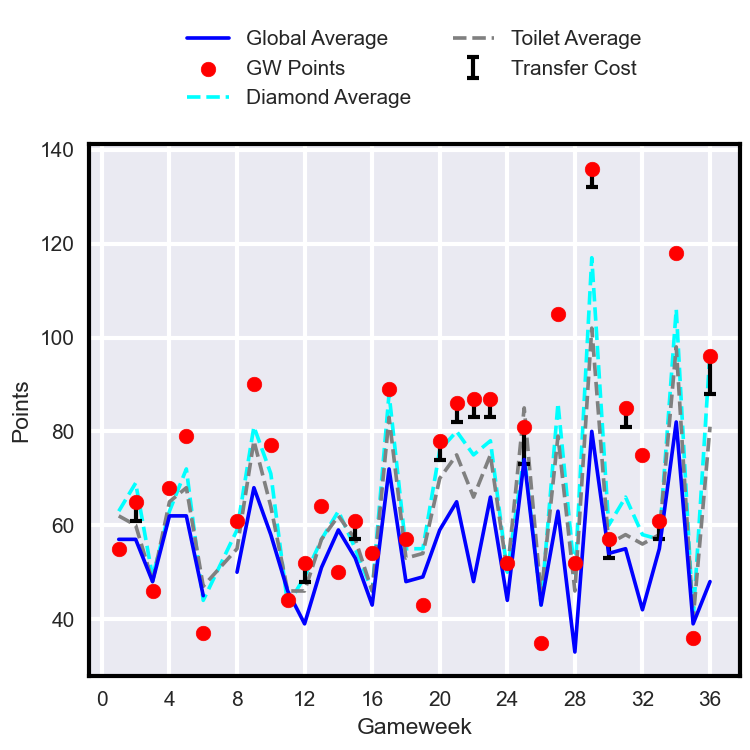 Global Average
GW Points
Diamond Average
Toilet Average
Transfer Cost
140
120
100
80
60
40
Points
0 4 8 12 16 20 24 28 32 36
Gameweek